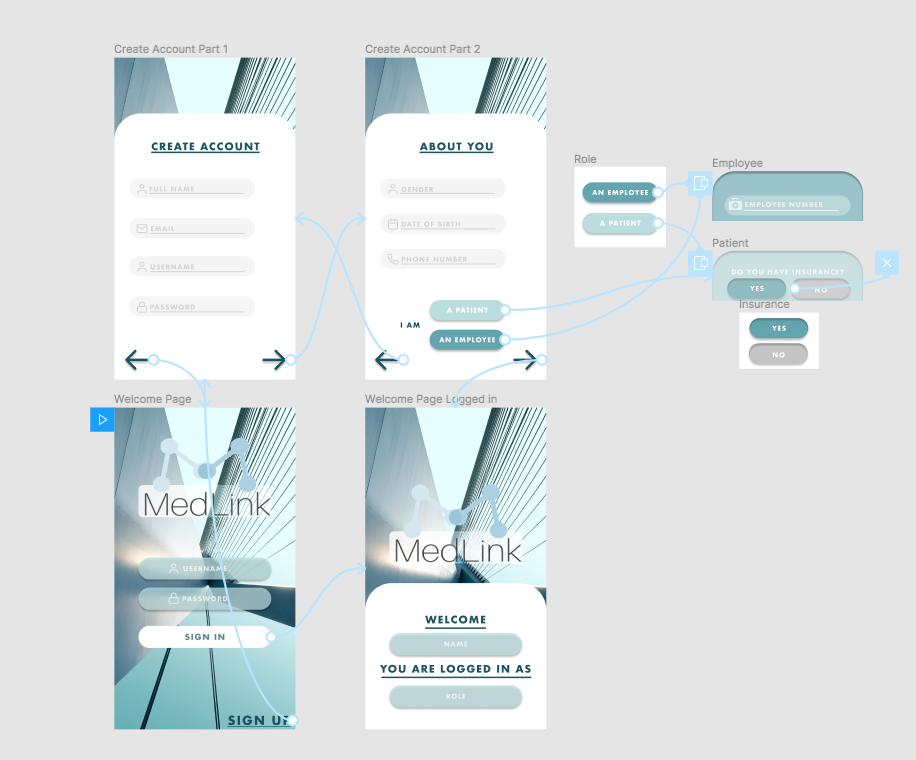 Create Account Part 1
CREATE ACCOUNT
FULL NAME
EMAIL
USERNAME
PASSWORD
Create Account Part 2
ABOUT YOU
GENDER
DATE OF BIRTH
PHONE NUMBER
A PATIENT
I AM
AN EMPLOYEE
Role
AN EMPLOYEE
A PATIENT
Employee
EMPLOYEE NUMBER
Patient
DO YOU HAVE INSURANCE?
YES
NO
Insurance
YES
NO
Welcome Page
MedLink
USERNAME
PASSWORD
SIGN IN
SIGN UP
Welcome Page Logged in
MedLink
WELCOME
NAME
YOU ARE LOGGED IN AS
ROLE